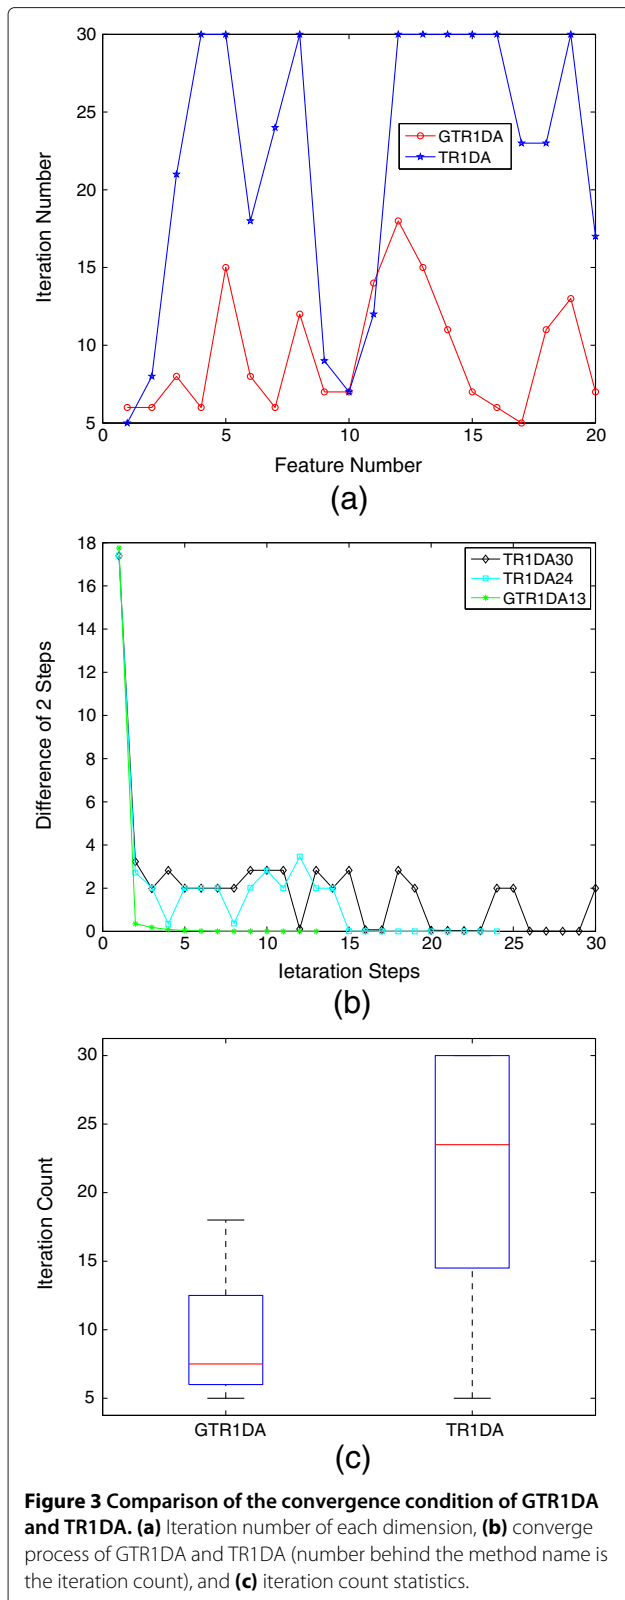 30
25
20
15
10
5
0
5
10
15
20
Iteration Number
GTR1DA
TR1DA
Feature Number
(a)
18
16
14
12
10
8
6
4
2
0
0
5
10
15
20
25
30
Difference of 2 Steps
TR1DA30
TR1DA24
GTR1DA13
Ietaration Steps
(b)
30
25
20
15
10
5
Iteration Count
GTR1DA
TR1DA
(c)
Figure 3 Comparison of the convergence condition of GTR1DA
and TR1DA. (a) Iteration number of each dimension, (b) converge
process of GTR1DA and TR1DA (number behind the method name is
the iteration count), and (c) iteration count statistics.